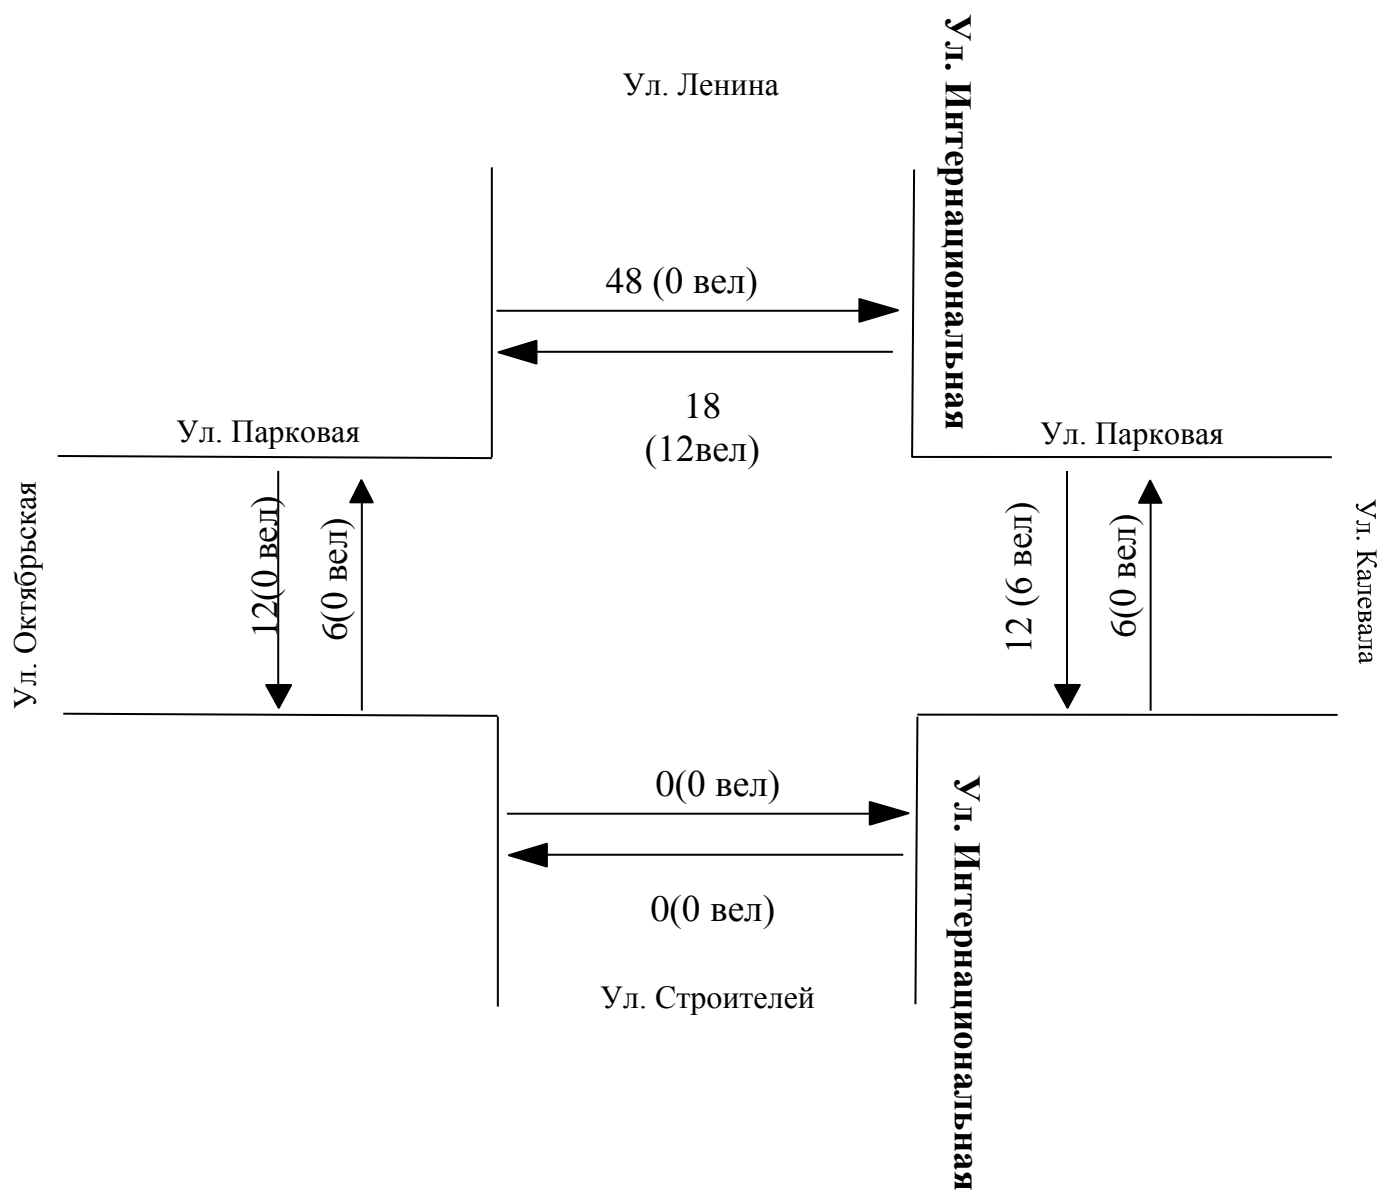 Ул. Ленина
Ул. Интернациональная
48 (0 вел)
18
(12вел)
Ул. Парковая
Ул. Парковая
Ул. Октябрьская
12(0 вел)
6(0 вел)
12 (6 вел)
6(0 вел)
Ул. Калевала
0(0 вел)
0(0 вел)
Ул. Интернациональная
Ул. Строителей